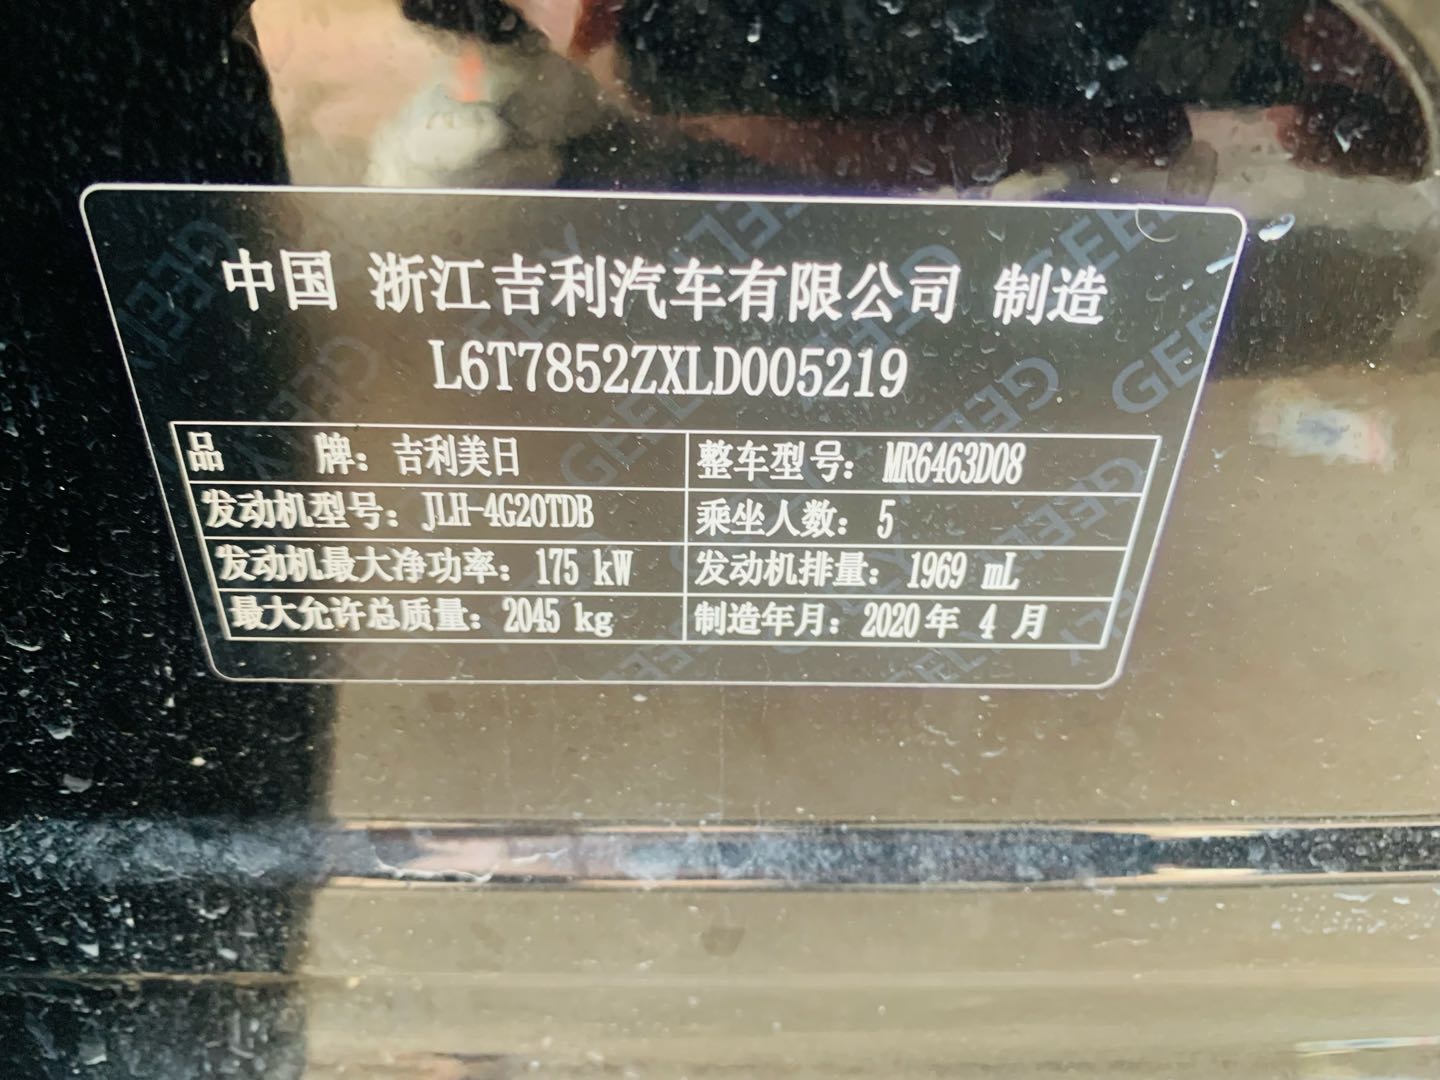 中国 浙江吉利汽车有限公司 制造
L6T7852ZXLD005219
品 牌：吉利美日 整车型号：MR6463D08
发动机型号：JLH-4G20TDB 乘坐人数：5
发动机最大净功率：175 kW 发动机排量：1969 mL
最大允许总质量：2045 kg 制造年月：2020年 4 月